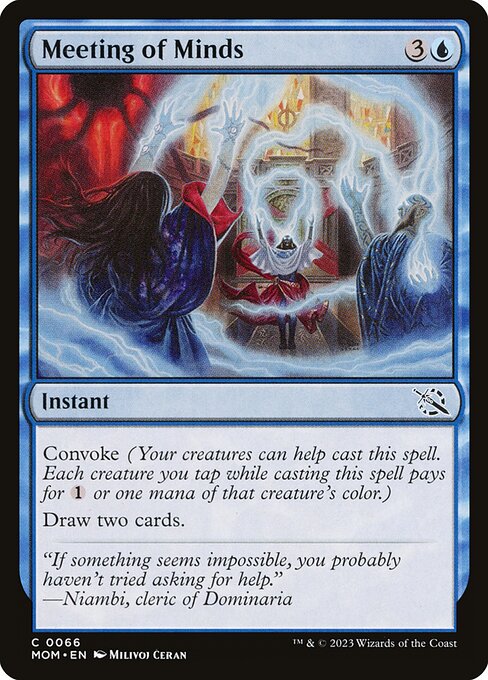 Meeting of Minds 3
Instant
Convoke (Your creatures can help cast this spell.
Each creature you tap while casting this spell pays
for 1 or one mana of that creature's color.)
Draw two cards.
"If something seems impossible, you probably
haven't tried asking for help."
—Niambi, cleric of Dominaria
C 0066
MOM • EN Milivoj Ceran
™ & © 2023 Wizards of the Coast